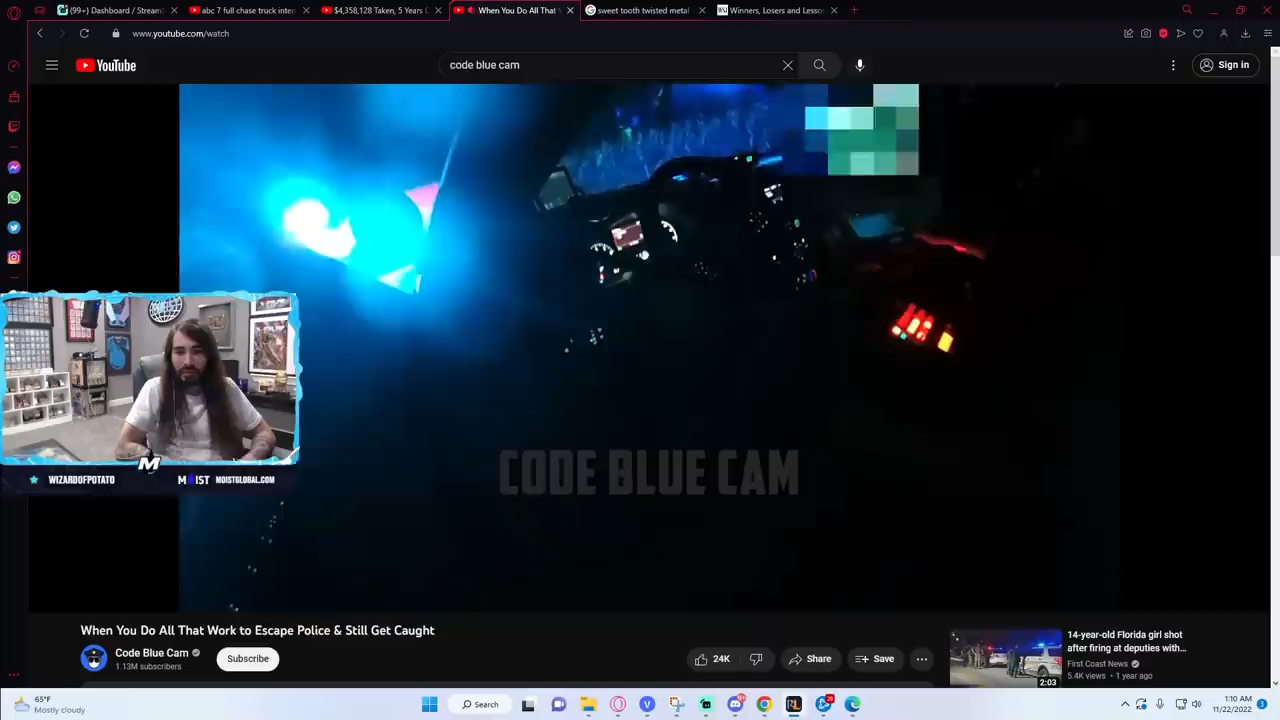 (99+) Dashboard / Streaml
abc 7 full chase truck inter
$4,358,128 Taken, 5 Years (
When You Do All That
sweet tooth twisted metal
WSJ
Winners, Losers and Lesso
www.youtube.com/watch
YouTube
code blue cam
Sign in
CODE BLUE CAM
WIZARDOFPOTATO
M
MOIST
MOISTGLOBAL.COM
When You Do All That Work to Escape Police & Still Get Caught
Code Blue Cam
1.13M subscribers
Subscribe
24K
Share
Save
14-year-old Florida girl shot
after firing at deputies with...
First Coast News
5.4K views • 1 year ago
2:03
65°F
Mostly cloudy
Search
1:10 AM
11/22/2022